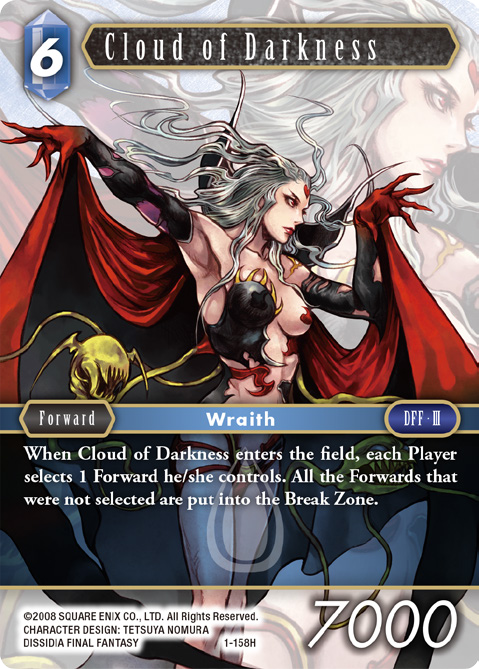 6
Cloud of Darkness
Forward
Wraith
DFF · III
When Cloud of Darkness enters the field, each Player
selects 1 Forward he/she controls. All the Forwards that
were not selected are put into the Break Zone.
©2008 SQUARE ENIX CO., LTD. All Rights Reserved.
CHARACTER DESIGN: TETSUYA NOMURA
DISSIDIA FINAL FANTASY
1-158H
7000